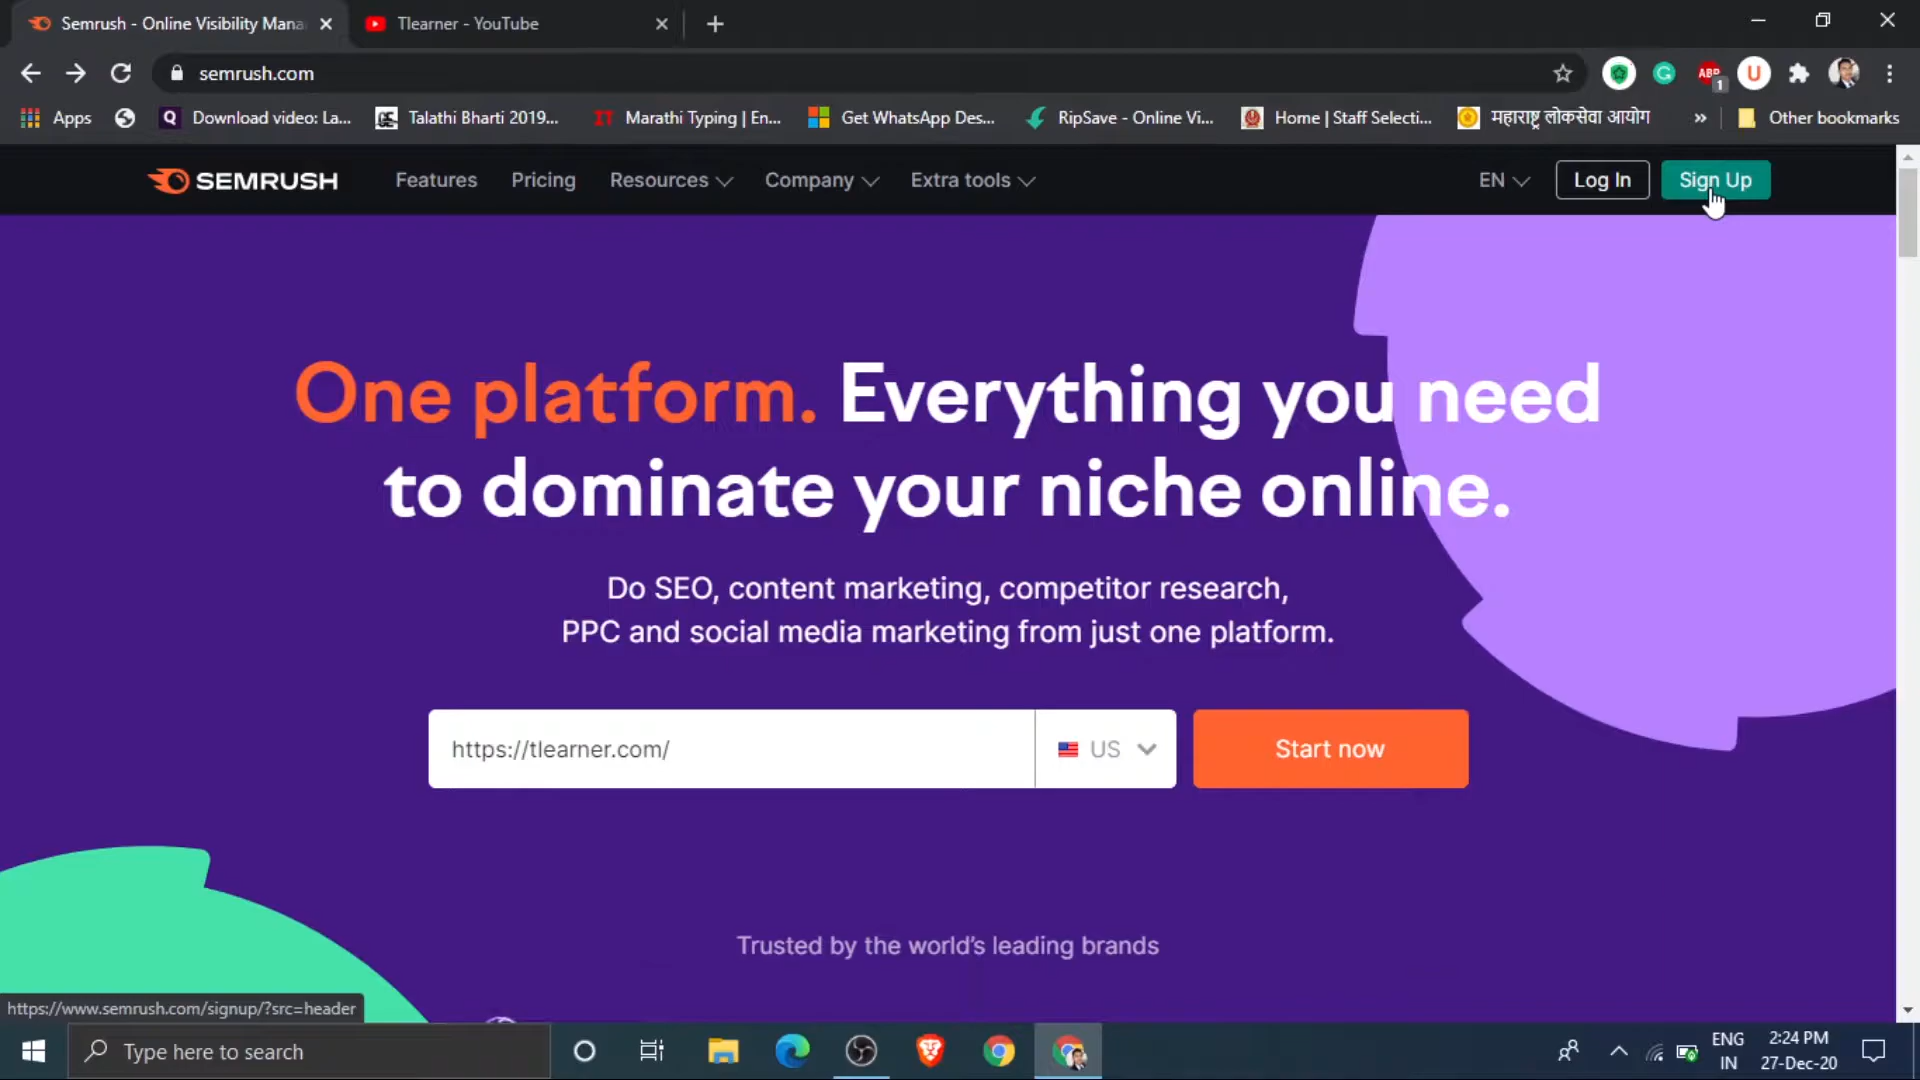 Semrush - Online Visibility Mana
Tlearner - YouTube
semrush.com
ABP
1
U
Apps
Q Download video: La...
Talathi Bharti 2019...
IT Marathi Typing | En...
Get WhatsApp Des...
RipSave - Online Vi...
Home | Staff Selecti...
महाराष्ट्र लोकसेवा आयोग
»
Other bookmarks
SEMRUSH
Features
Pricing
Resources
Company
Extra tools
EN
Log In
Sign Up
One platform. Everything you need
to dominate your niche online.
Do SEO, content marketing, competitor research,
PPC and social media marketing from just one platform.
https://tlearner.com/
US
Start now
Trusted by the world's leading brands
https://www.semrush.com/signup/?src=header
Type here to search
ENG
IN
2:24 PM
27-Dec-20